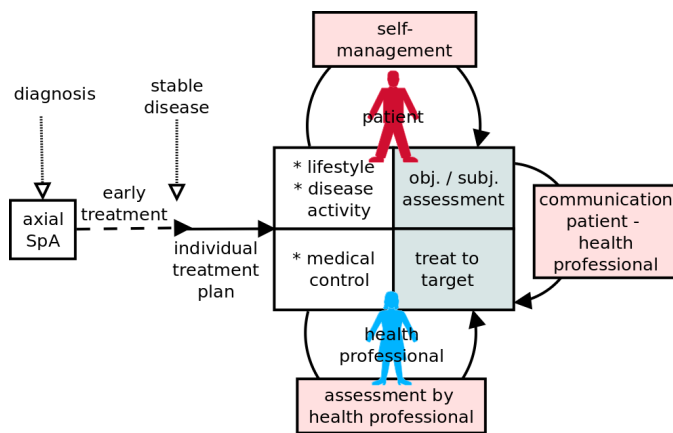 self-
management
diagnosis
stable
disease
patient
* lifestyle
* disease
activity
obj. / subj.
assessment
early
treatment
axial
SpA
communication
patient -
health
professional
individual
treatment
plan
* medical
control
treat to
target
health
professional
assessment by
health professional